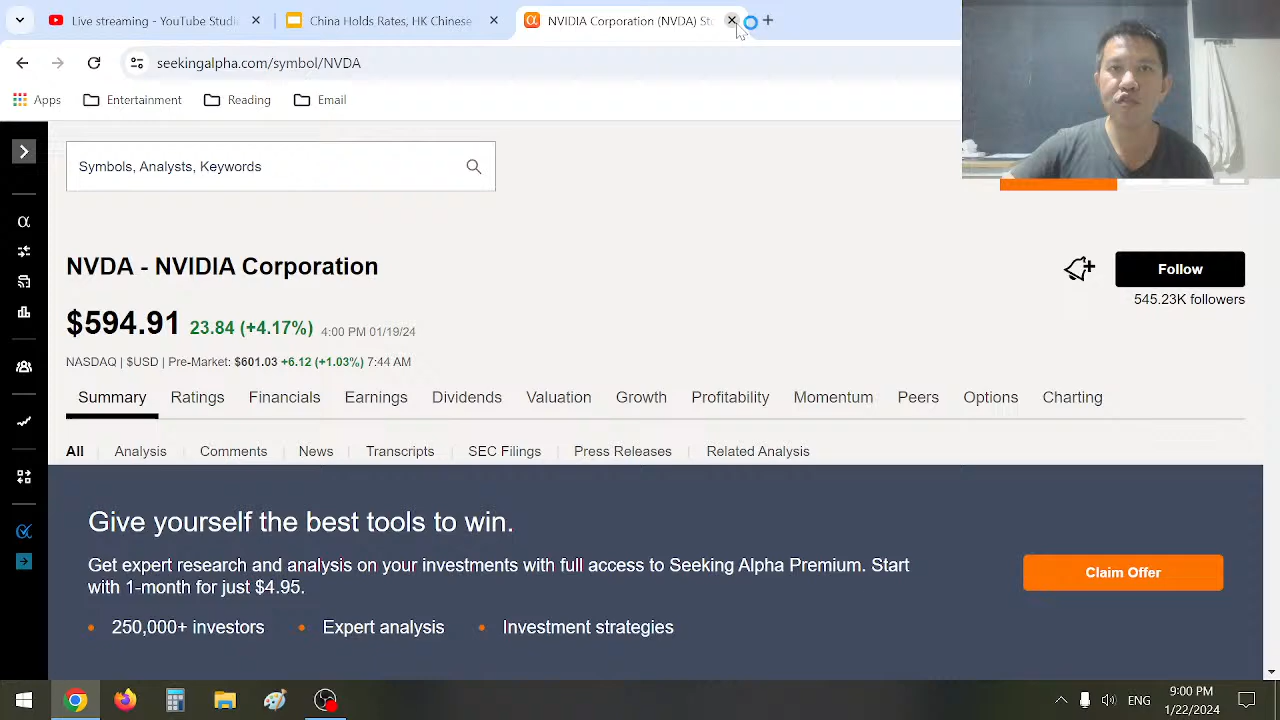 Live streaming - YouTube Studi
China Holds Rates, HK Chinese
NVIDIA Corporation (NVDA) St
seekingalpha.com/symbol/NVDA
Apps
Entertainment
Reading
Email
Symbols, Analysts, Keywords
NVDA - NVIDIA Corporation
Follow
545.23K followers
$594.91 23.84 (+4.17%) 4:00 PM 01/19/24
NASDAQ | $USD | Pre-Market: $601.03 +6.12 (+1.03%) 7:44 AM
Summary Ratings Financials Earnings Dividends Valuation Growth Profitability Momentum Peers Options Charting
All | Analysis | Comments | News | Transcripts | SEC Filings | Press Releases | Related Analysis
Give yourself the best tools to win.
Get expert research and analysis on your investments with full access to Seeking Alpha Premium. Start
with 1-month for just $4.95.
Claim Offer
• 250,000+ investors • Expert analysis • Investment strategies
ENG
9:00 PM
1/22/2024